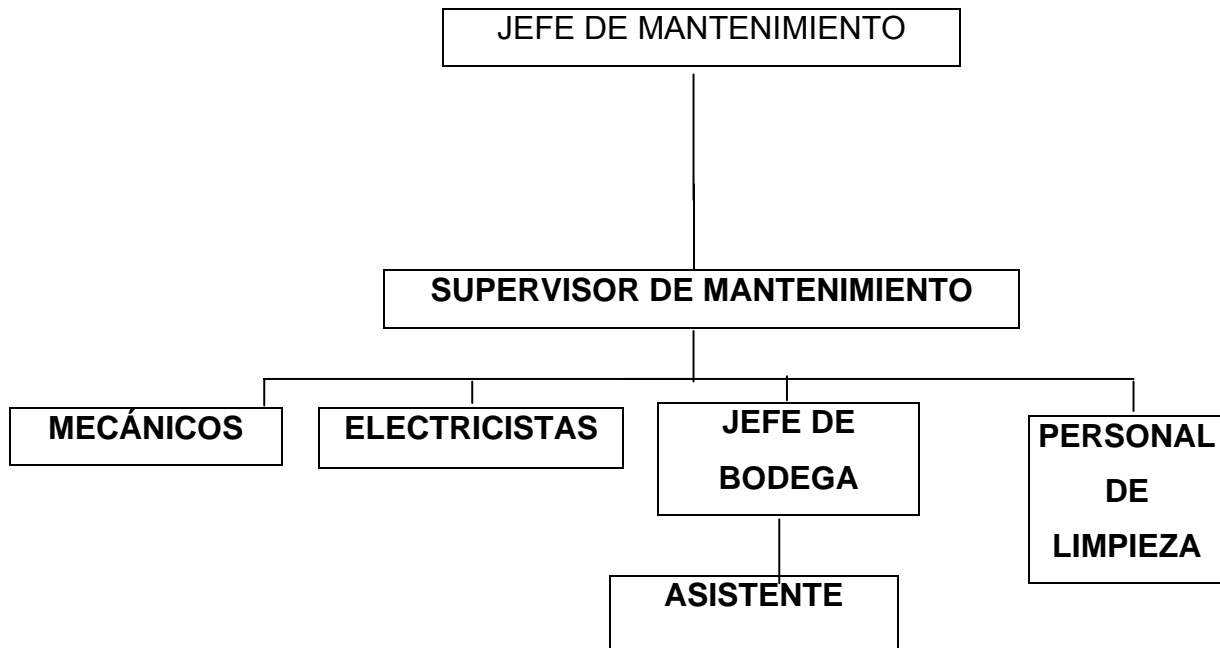 JEFE DE MANTENIMIENTO
SUPERVISOR DE MANTENIMIENTO
MECÁNICOS
ELECTRICISTAS
JEFE DE
BODEGA
PERSONAL
DE
LIMPIEZA
ASISTENTE